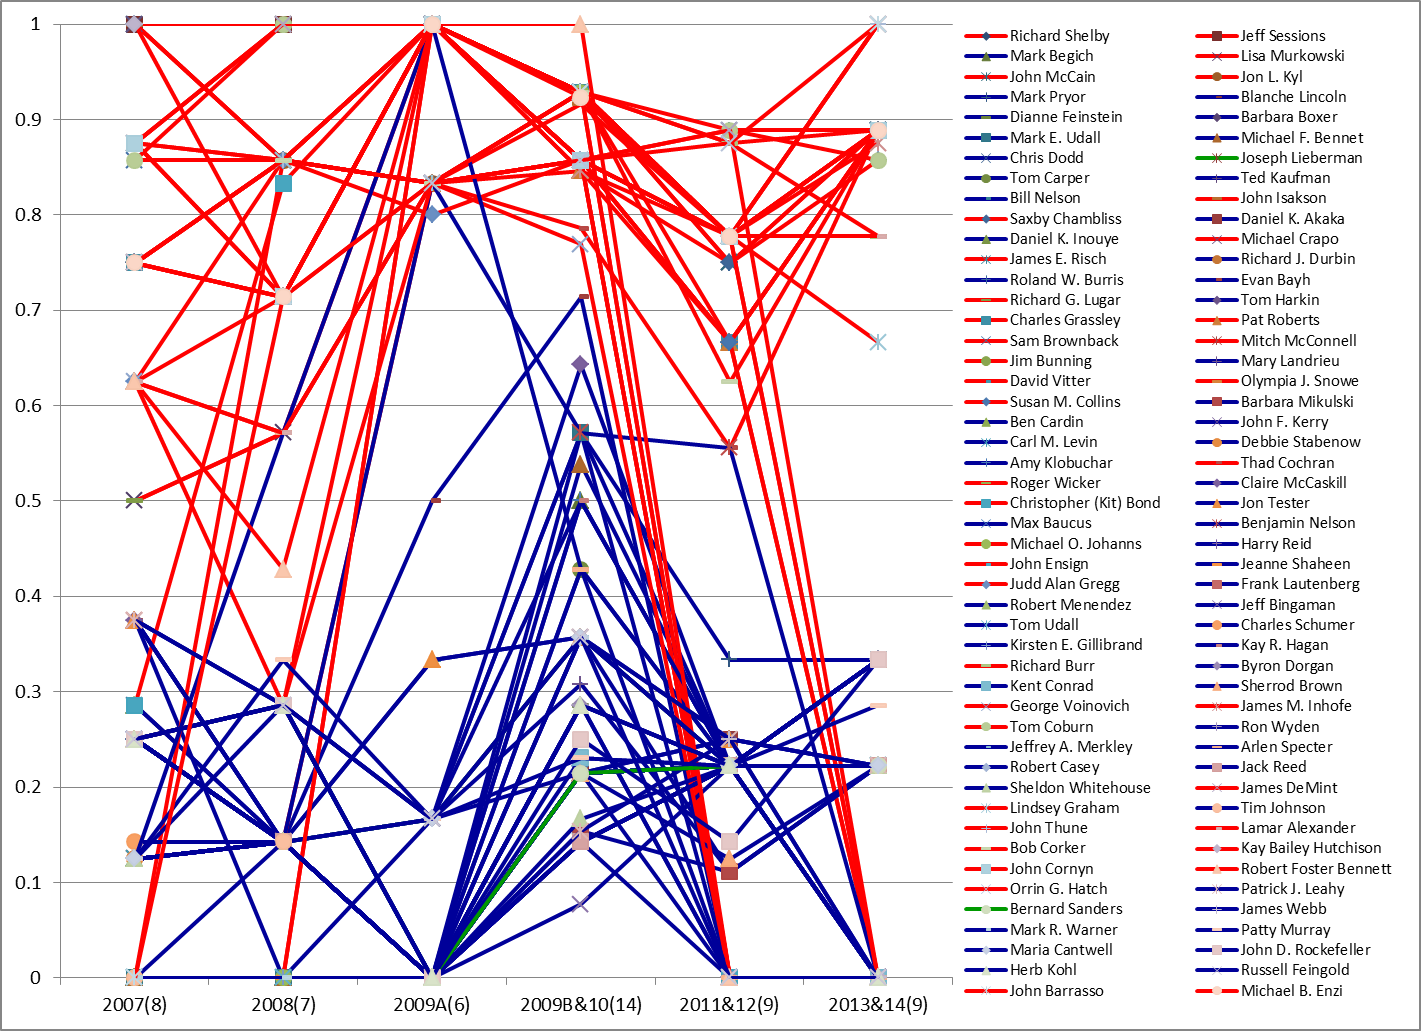 1
0.9
0.8
0.7
0.6
0.5
0.4
0.3
0.2
0.1
0
2007(8) 2008(7) 2009A(6) 2009B&10(14) 2011&12(9) 2013&14(9)
Richard Shelby Jeff Sessions
Mark Begich Lisa Murkowski
John McCain Jon L. Kyl
Mark Pryor Blanche Lincoln
Dianne Feinstein Barbara Boxer
Mark E. Udall Michael F. Bennet
Chris Dodd Joseph Lieberman
Tom Carper Ted Kaufman
Bill Nelson John Isakson
Saxby Chambliss Daniel K. Akaka
Daniel K. Inouye Michael Crapo
James E. Risch Richard J. Durbin
Roland W. Burris Evan Bayh
Richard G. Lugar Tom Harkin
Charles Grassley Pat Roberts
Sam Brownback Mitch McConnell
Jim Bunning Mary Landrieu
David Vitter Olympia J. Snowe
Susan M. Collins Barbara Mikulski
Ben Cardin John F. Kerry
Carl M. Levin Debbie Stabenow
Amy Klobuchar Thad Cochran
Roger Wicker Claire McCaskill
Christopher (Kit) Bond Jon Tester
Max Baucus Benjamin Nelson
Michael O. Johanns Harry Reid
John Ensign Jeanne Shaheen
Judd Alan Gregg Frank Lautenberg
Robert Menendez Jeff Bingaman
Tom Udall Charles Schumer
Kirsten E. Gillibrand Kay R. Hagan
Richard Burr Byron Dorgan
Kent Conrad Sherrod Brown
George Voinovich James M. Inhofe
Tom Coburn Ron Wyden
Jeffrey A. Merkley Arlen Specter
Robert Casey Jack Reed
Sheldon Whitehouse James DeMint
Lindsey Graham Tim Johnson
John Thune Lamar Alexander
Bob Corker Kay Bailey Hutchison
John Cornyn Robert Foster Bennett
Orrin G. Hatch Patrick J. Leahy
Bernard Sanders James Webb
Mark R. Warner Patty Murray
Maria Cantwell John D. Rockefeller
Herb Kohl Russell Feingold
John Barrasso Michael B. Enzi